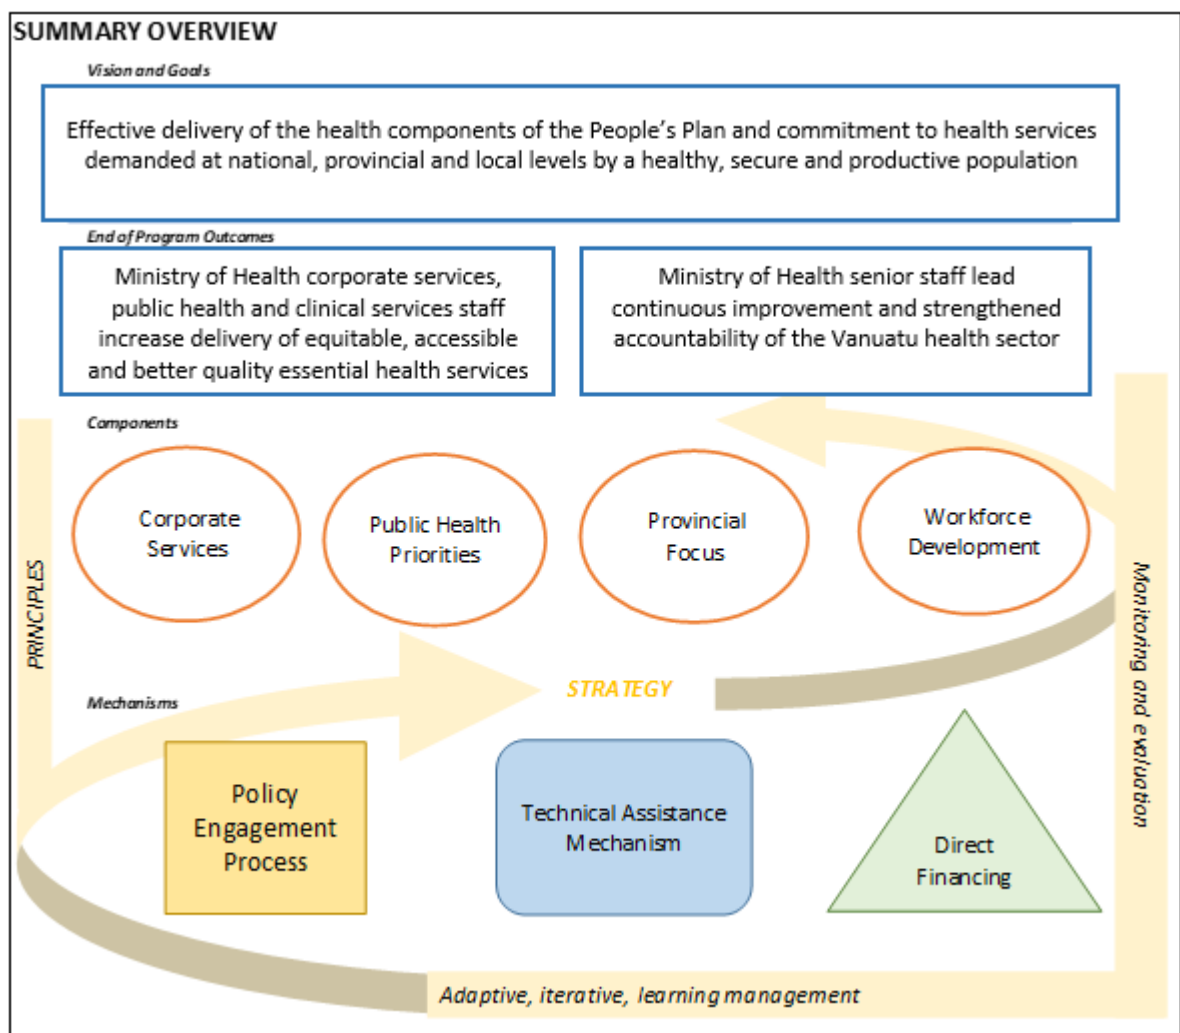 SUMMARY OVERVIEW
Vision and Goals
Effective delivery of the health components of the People’s Plan and commitment to health services
demanded at national, provincial and local levels by a healthy, secure and productive population
End of Program Outcomes
Ministry of Health corporate services,
public health and clinical services staff
increase delivery of equitable, accessible
and better quality essential health services
Ministry of Health senior staff lead
continuous improvement and strengthened
accountability of the Vanuatu health sector
Components
Corporate
Services
Public Health
Priorities
Provincial
Focus
Workforce
Development
PRINCIPLES
Monitoring and evaluation
STRATEGY
Mechanisms
Policy
Engagement
Process
Technical Assistance
Mechanism
Direct
Financing
Adaptive, iterative, learning management